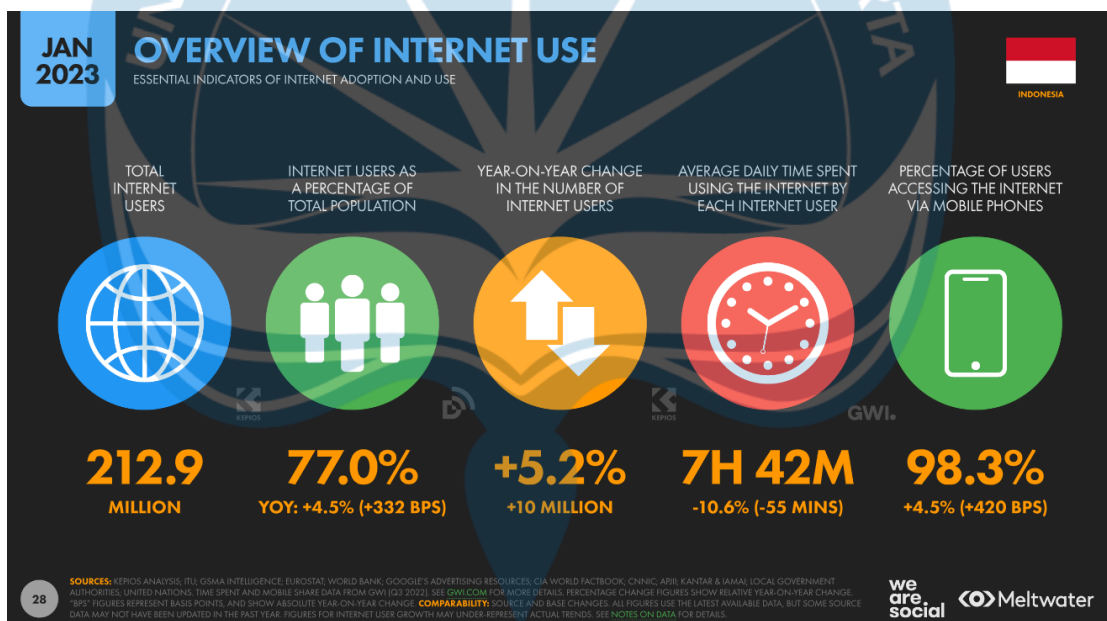 JAN
2023
OVERVIEW OF INTERNET USE
ESSENTIAL INDICATORS OF INTERNET ADOPTION AND USE
INDONESIA
TOTAL
INTERNET
USERS
INTERNET USERS AS
A PERCENTAGE OF
TOTAL POPULATION
YEAR-ON-YEAR CHANGE
IN THE NUMBER OF
INTERNET USERS
AVERAGE DAILY TIME SPENT
USING THE INTERNET BY
EACH INTERNET USER
PERCENTAGE OF USERS
ACCESSING THE INTERNET
VIA MOBILE PHONES
KEPIOS
KEPIOS
GWI.
212.9
MILLION
77.0%
YOY: +4.5% (+332 BPS)
+5.2%
+10 MILLION
7H 42M
-10.6% (-55 MINS)
98.3%
+4.5% (+420 BPS)
28
SOURCES: KEPIOS ANALYSIS; ITU; GSMA INTELLIGENCE; EUROSTAT; WORLD BANK; GOOGLE'S ADVERTISING RESOURCES; CIA WORLD FACTBOOK; CNNIC; APJII; KANTAR & IAMAI; LOCAL GOVERNMENT
AUTHORITIES; UNITED NATIONS. TIME SPENT AND MOBILE SHARE DATA FROM GWI (Q3 2022). SEE GWI.COM FOR MORE DETAILS. PERCENTAGE CHANGE FIGURES SHOW RELATIVE YEAR-ON-YEAR CHANGE.
"BPS" FIGURES REPRESENT BASIS POINTS, AND SHOW ABSOLUTE YEAR-ON-YEAR CHANGE. COMPARABILITY: SOURCE AND BASE CHANGES. ALL FIGURES USE THE LATEST AVAILABLE DATA, BUT SOME SOURCE
DATA MAY NOT HAVE BEEN UPDATED IN THE PAST YEAR. FIGURES FOR INTERNET USER GROWTH MAY UNDER-REPRESENT ACTUAL TRENDS. SEE NOTES ON DATA FOR DETAILS.
we
are
social
Meltwater